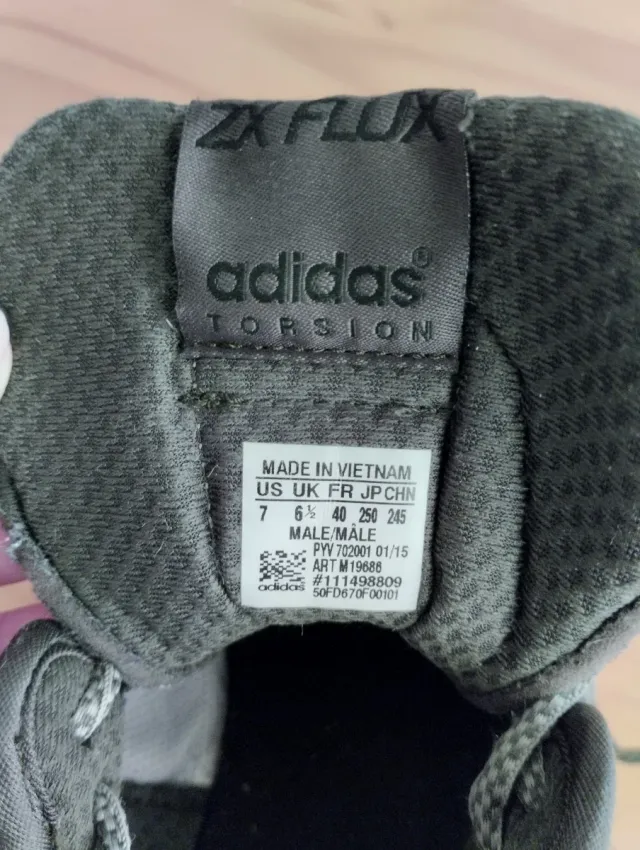 ZX FLUX
adidas®
TORSION
MADE IN VIETNAM
US UK FR JP CHN
7 6½ 40 250 245
MALE/MÂLE
PYV 702001 01/15
ART M19686
#111498809
adidas 50FD670F00101